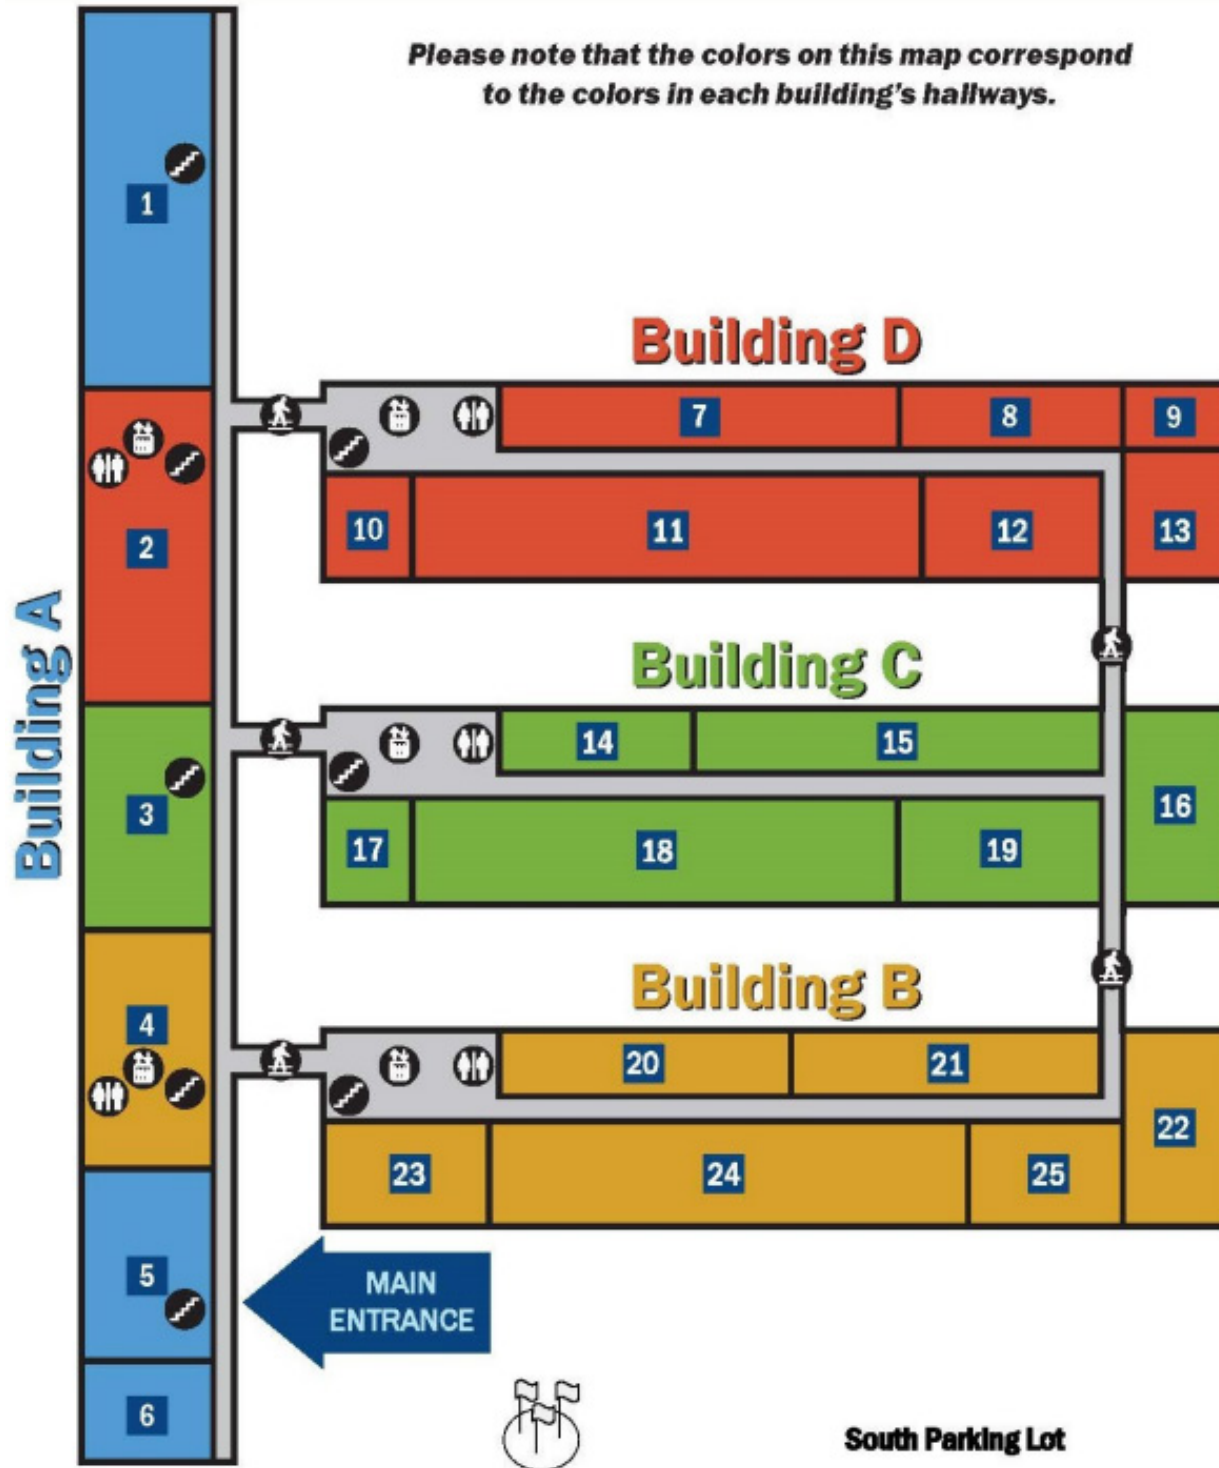 Please note that the colors on this map correspond
to the colors in each building's hallways.
1
Building D
7
8
9
2
10
11
12
13
Building A
Building C
14
15
16
3
17
18
19
Building B
4
20
21
22
23
24
25
5
MAIN
ENTRANCE
6
South Parking Lot